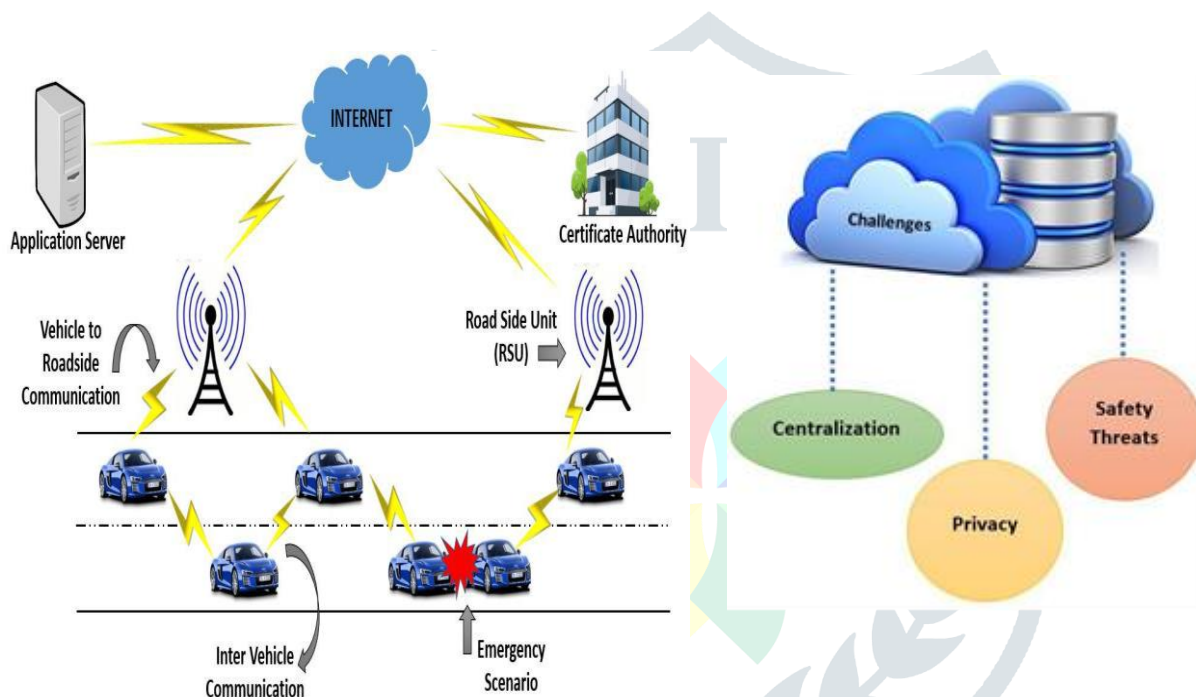 INTERNET
Application Server
Certificate Authority
Vehicle to
Roadside
Communication
Road Side Unit
(RSU)
Inter Vehicle
Communication
Emergency
Scenario
Challenges
Centralization
Privacy
Safety
Threats